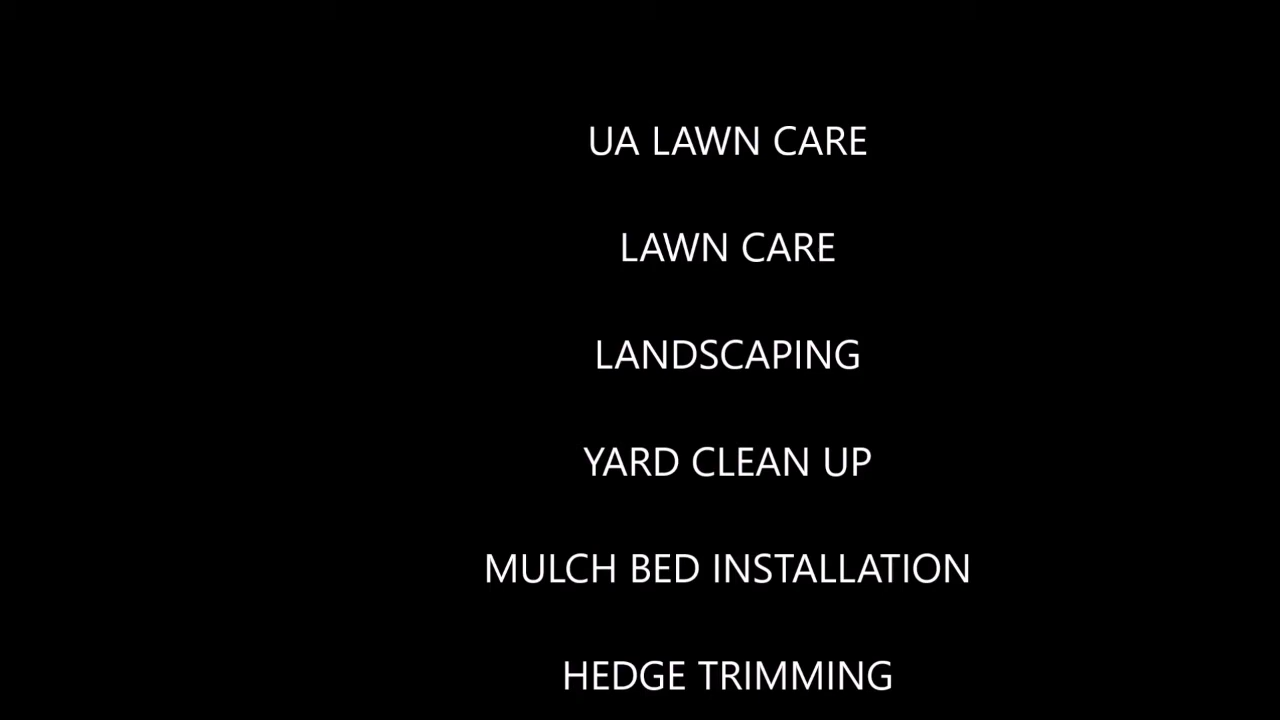 UA LAWN CARE
LAWN CARE
LANDSCAPING
YARD CLEAN UP
MULCH BED INSTALLATION
HEDGE TRIMMING